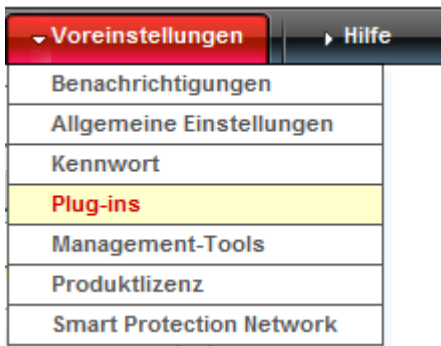 Voreinstellungen Hilfe
Benachrichtigungen
Allgemeine Einstellungen
Kennwort
Plug-ins
Management-Tools
Produktlizenz
Smart Protection Network